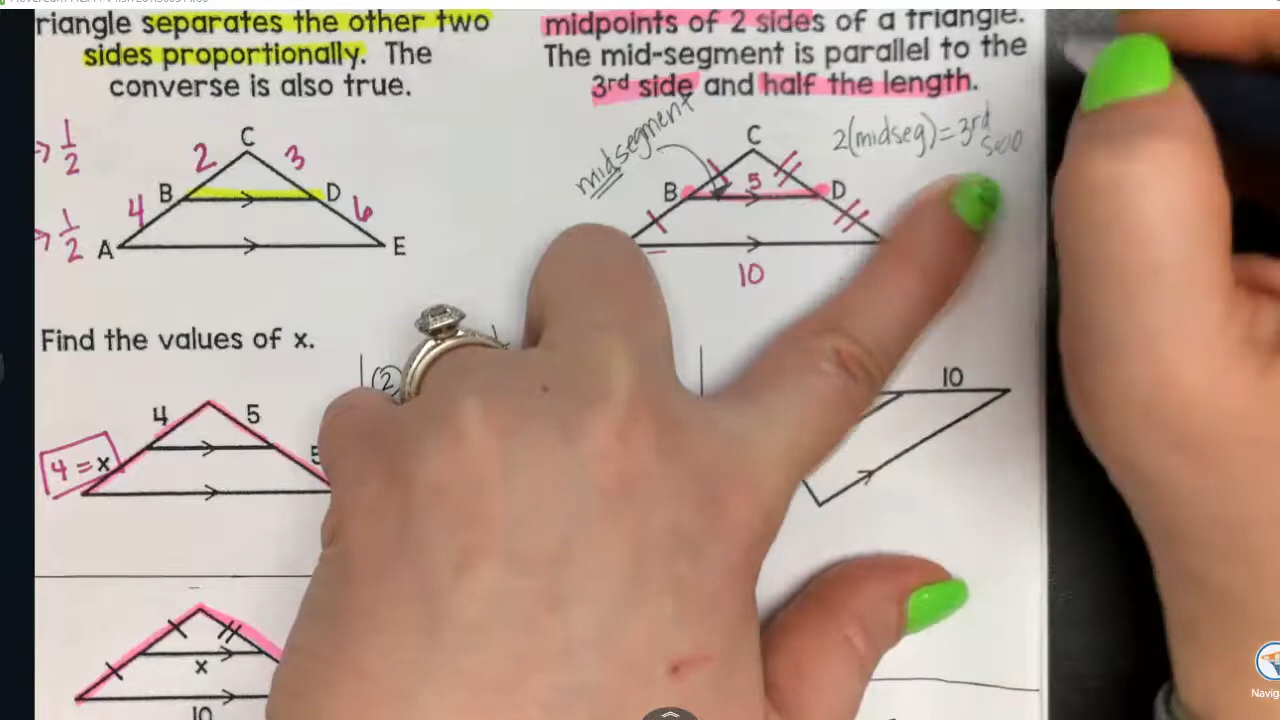 riangle separates the other two
sides proportionally. The
converse is also true.
→ 1/2
→ 1/2
C
2
3
B
D
4
6
A
E
midpoints of 2 sides of a triangle.
The mid-segment is parallel to the
3rd side and half the length.
midsegment
2(midseg) = 3rd
C
5
B
D
10
Find the values of x.
4
5
4 = x
5
(2)
10
x
10
Naviga